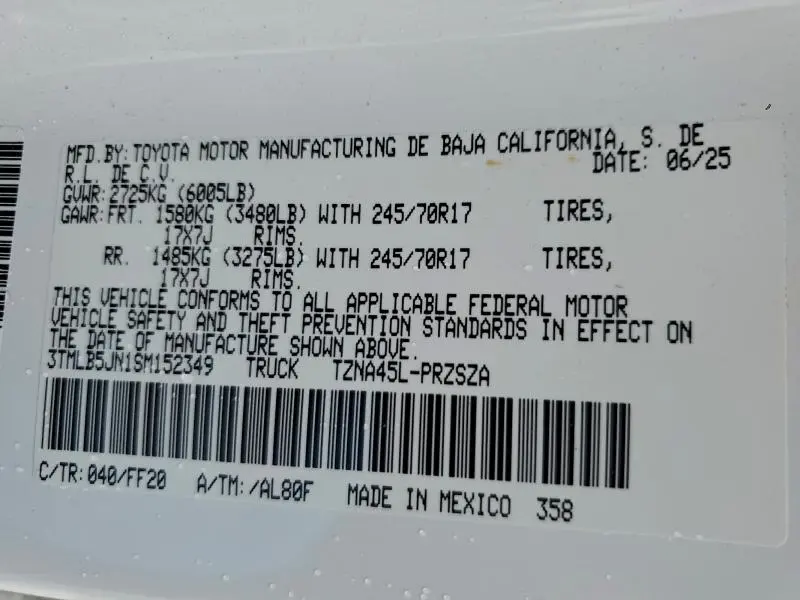 MFD.BY: TOYOTA MOTOR MANUFACTURING DE BAJA CALIFORNIA, S. DE
R.L. DE C.V. DATE: 06/25
GVWR: 2725KG (6005LB)
GAWR: FRT. 1580KG (3480LB) WITH 245/70R17 TIRES,
17X7J RIMS.
RR. 1485KG (3275LB) WITH 245/70R17 TIRES,
17X7J RIMS.
THIS VEHICLE CONFORMS TO ALL APPLICABLE FEDERAL MOTOR
VEHICLE SAFETY AND THEFT PREVENTION STANDARDS IN EFFECT ON
THE DATE OF MANUFACTURE SHOWN ABOVE.
3TMLB5JN1SM152349 TRUCK TZNA45L-PRZSZA
C/TR: 040/FF20 A/TM: /AL80F MADE IN MEXICO 358